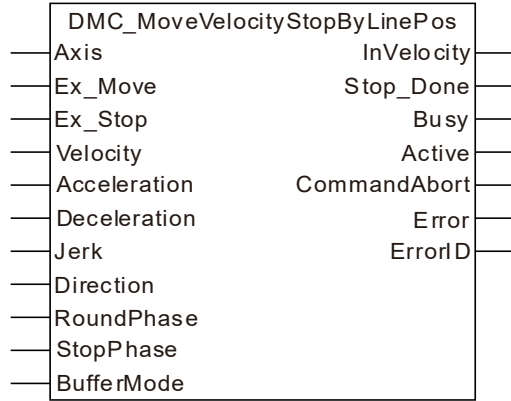 DMC_MoveVelocityStopByLinePos
Axis InVelocity
Ex_Move Stop_Done
Ex_Stop Busy
Velocity Active
Acceleration CommandAbort
Deceleration Error
Jerk ErrorID
Direction
RoundPhase
StopPhase
BufferMode